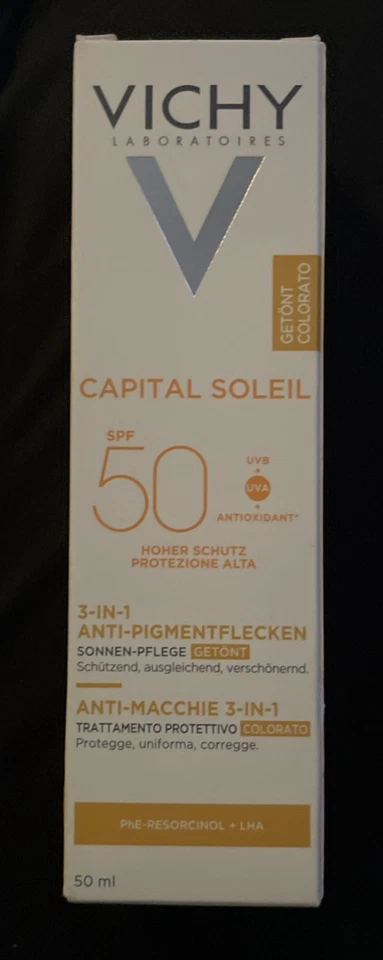 VICHY
LABORATOIRES
GETÖNT
COLORATO
CAPITAL SOLEIL
SPF
50
UVB
+
UVA
+
ANTIOXIDANT*
HOHER SCHUTZ
PROTEZIONE ALTA
3-IN-1
ANTI-PIGMENTFLECKEN
SONNEN-PFLEGE GETÖNT
Schützend, ausgleichend, verschönernd.
ANTI-MACCHIE 3-IN-1
TRATTAMENTO PROTETTIVO COLORATO
Protegge, uniforma, corregge.
PhE-RESORCINOL + LHA
50 ml